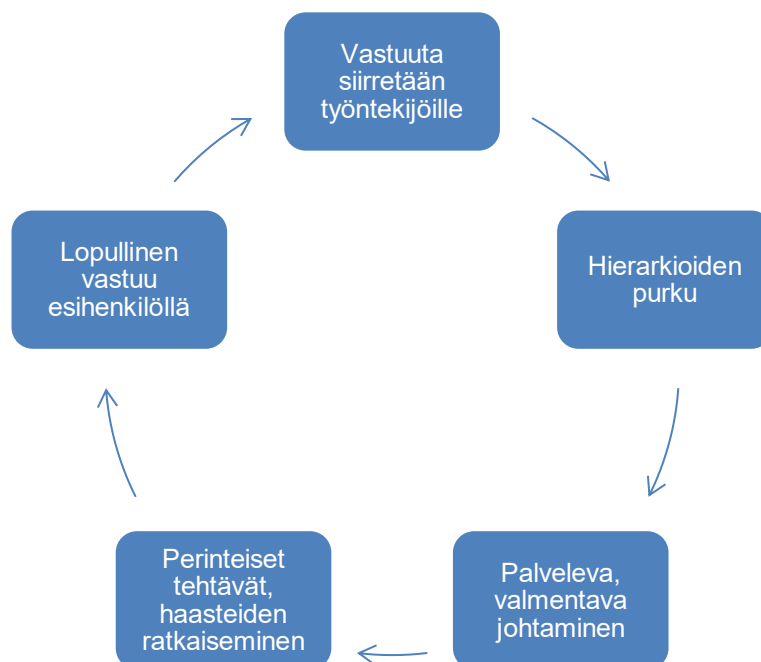 Vastuuta
siirretään
työntekijöille
Hierarkioiden
purku
Palveleva,
valmentava
johtaminen
Perinteiset
tehtävät,
haasteiden
ratkaiseminen
Lopullinen
vastuu
esihenkilöllä